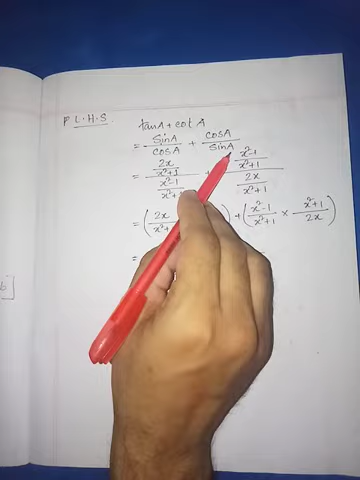 P L.H.S. tanA + cot A
= sinA/cosA + cosA/sinA
= (2x/x²+1)/(x²-1/x²+1) + (x²-1/x²+1)/(2x/x²+1)
= (2x/x²+1 ) + (x²-1/x²+1 × x²+1/2x)
=
b]